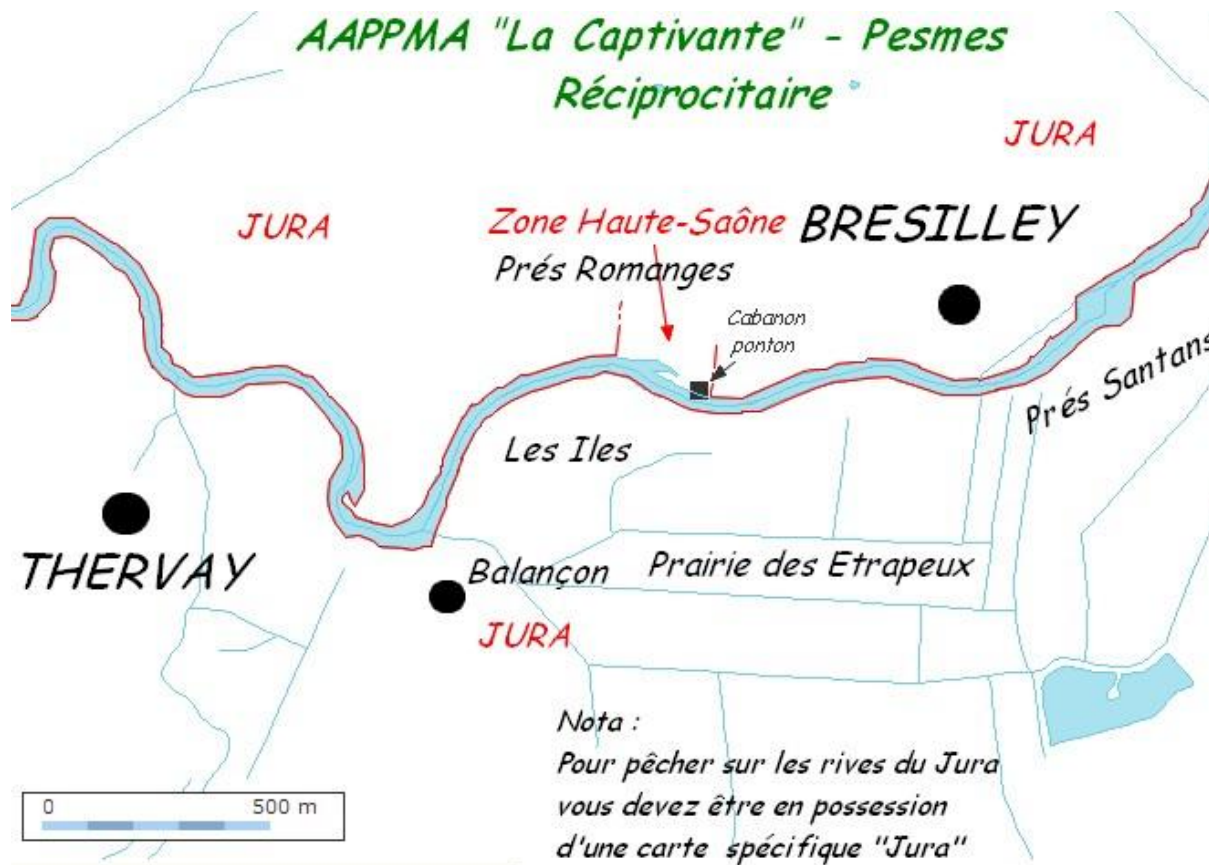 AAPPMA "La Captivante" - Pesmes
Réciprocitaire
JURA
JURA
Zone Haute-Saône
BRESILLEY
Prés Romanges
Cabanon
ponton
Prés Santans
Les Iles
THERVAY
Balançon
Prairie des Etrapeux
JURA
Nota :
Pour pêcher sur les rives du Jura
vous devez être en possession
d'une carte spécifique "Jura"
0 500 m